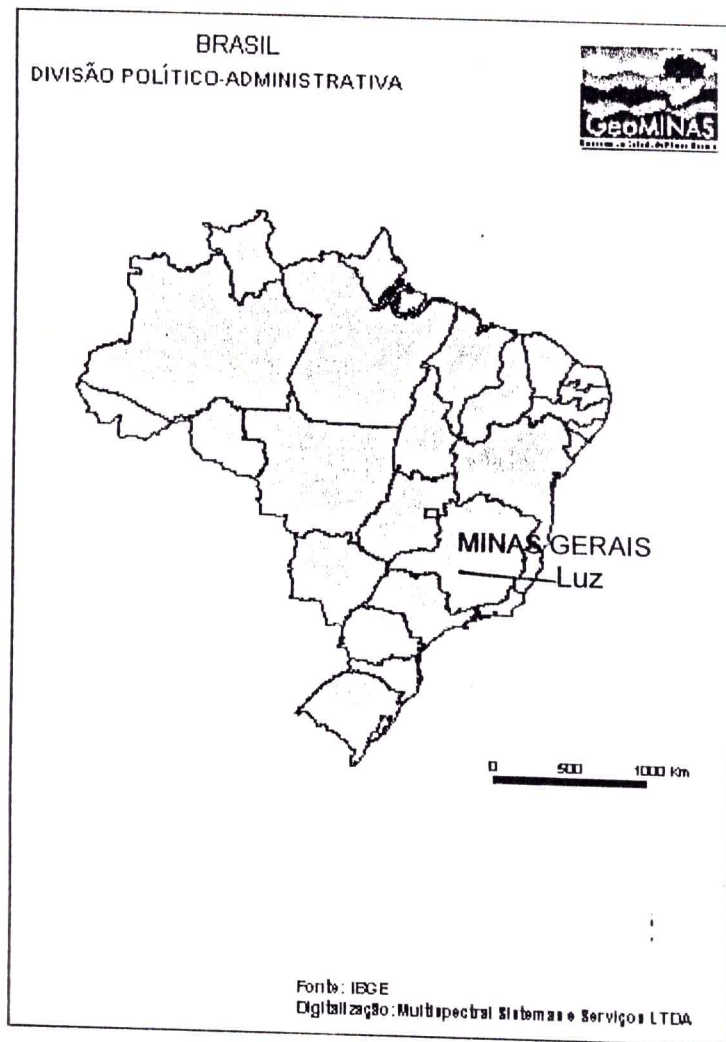 BRASIL
DIVISÃO POLÍTICO-ADMINISTRATIVA
GeoMINAS
MINAS GERAIS
Luz
0 500 1000 Km
Fonte: IBGE
Digitalização: Multispectral Sistemas e Serviços LTDA